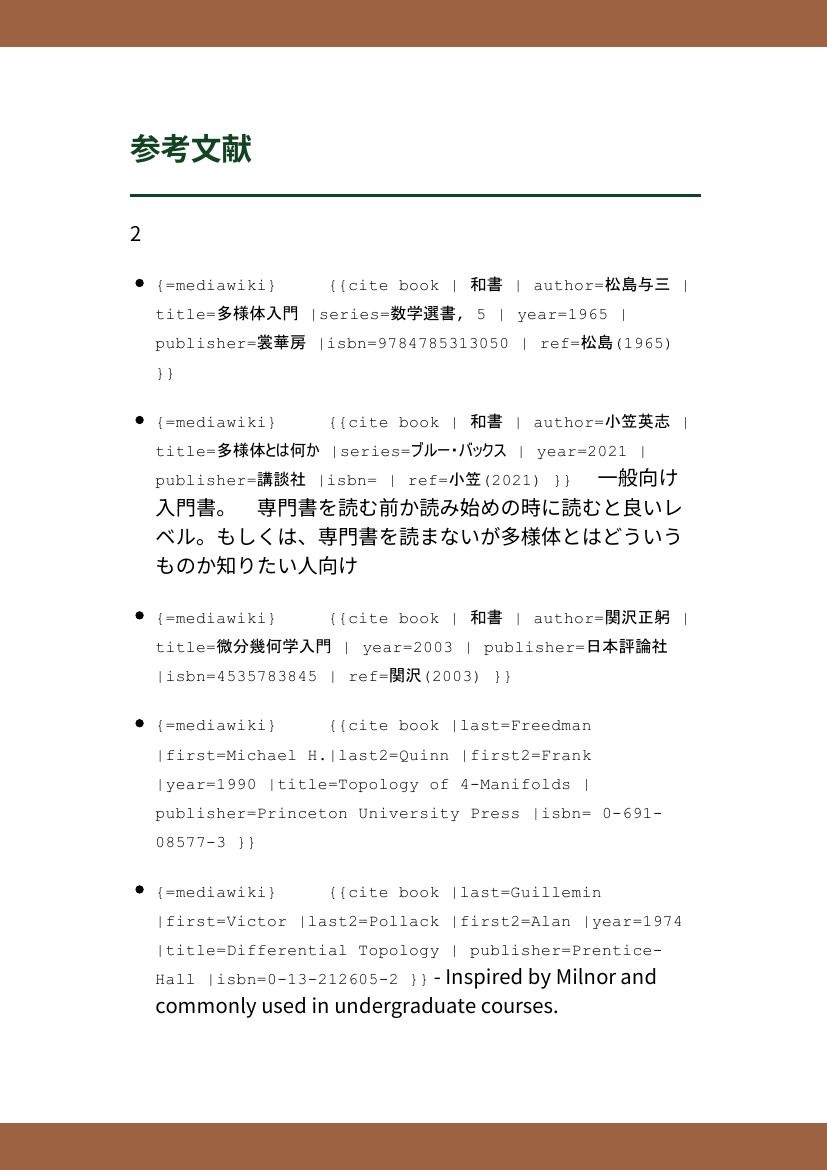 参考文献
2
{=mediawiki} {{cite book | 和書 | author=松島与三 |
title=多様体入門 |series=数学選書, 5 | year=1965 |
publisher=裳華房 |isbn=9784785313050 | ref=松島(1965)
}}
{=mediawiki} {{cite book | 和書 | author=小笠英志 |
title=多様体とは何か |series=ブルー・バックス | year=2021 |
publisher=講談社 |isbn= | ref=小笠(2021) }} 一般向け
入門書。 専門書を読む前か読み始めの時に読むと良いレ
ベル。もしくは、専門書を読まないが多様体とはどういう
ものか知りたい人向け
{=mediawiki} {{cite book | 和書 | author=関沢正躬 |
title=微分幾何学入門 | year=2003 | publisher=日本評論社
|isbn=4535783845 | ref=関沢(2003) }}
{=mediawiki} {{cite book |last=Freedman
|first=Michael H.|last2=Quinn |first2=Frank
|year=1990 |title=Topology of 4-Manifolds |
publisher=Princeton University Press |isbn= 0-691-
08577-3 }}
{=mediawiki} {{cite book |last=Guillemin
|first=Victor |last2=Pollack |first2=Alan |year=1974
|title=Differential Topology | publisher=Prentice-
Hall |isbn=0-13-212605-2 }} - Inspired by Milnor and
commonly used in undergraduate courses.